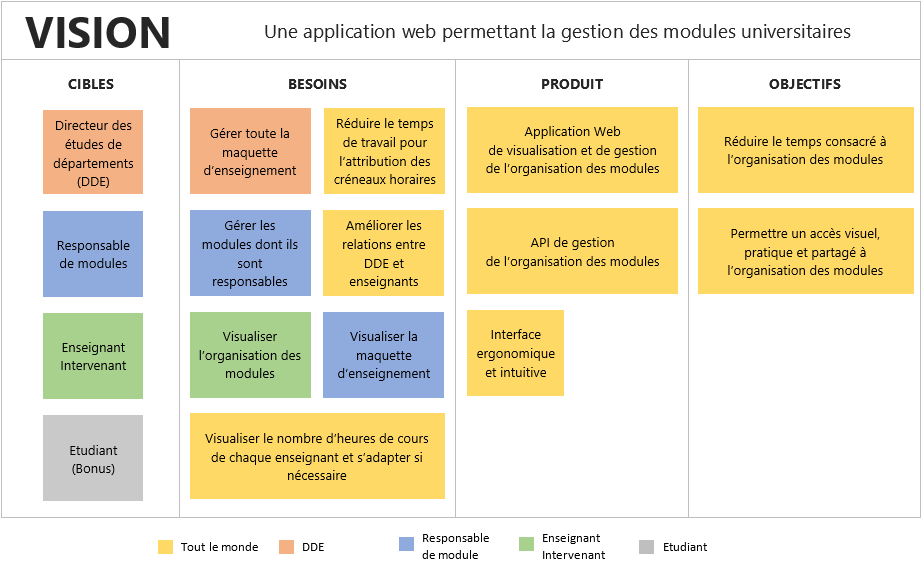 VISION
Une application web permettant la gestion des modules universitaires
CIBLES
Directeur des
études de
départements
(DDE)
Responsable
de modules
Enseignant
Intervenant
Etudiant
(Bonus)
BESOINS
Gérer toute la
maquette
d’enseignement
Réduire le temps
de travail pour
l’attribution des
créneaux horaires
Gérer les
modules dont ils
sont
responsables
Améliorer les
relations entre
DDE et
enseignants
Visualiser
l’organisation des
modules
Visualiser la
maquette
d’enseignement
Visualiser le nombre d’heures de cours
de chaque enseignant et s’adapter si
nécessaire
PRODUIT
Application Web
de visualisation et de gestion
de l’organisation des modules
API de gestion
de l’organisation des modules
Interface
ergonomique
et intuitive
OBJECTIFS
Réduire le temps consacré à
l’organisation des modules
Permettre un accès visuel,
pratique et partagé à
l’organisation des modules
Tout le monde
DDE
Responsable
de module
Enseignant
Intervenant
Etudiant